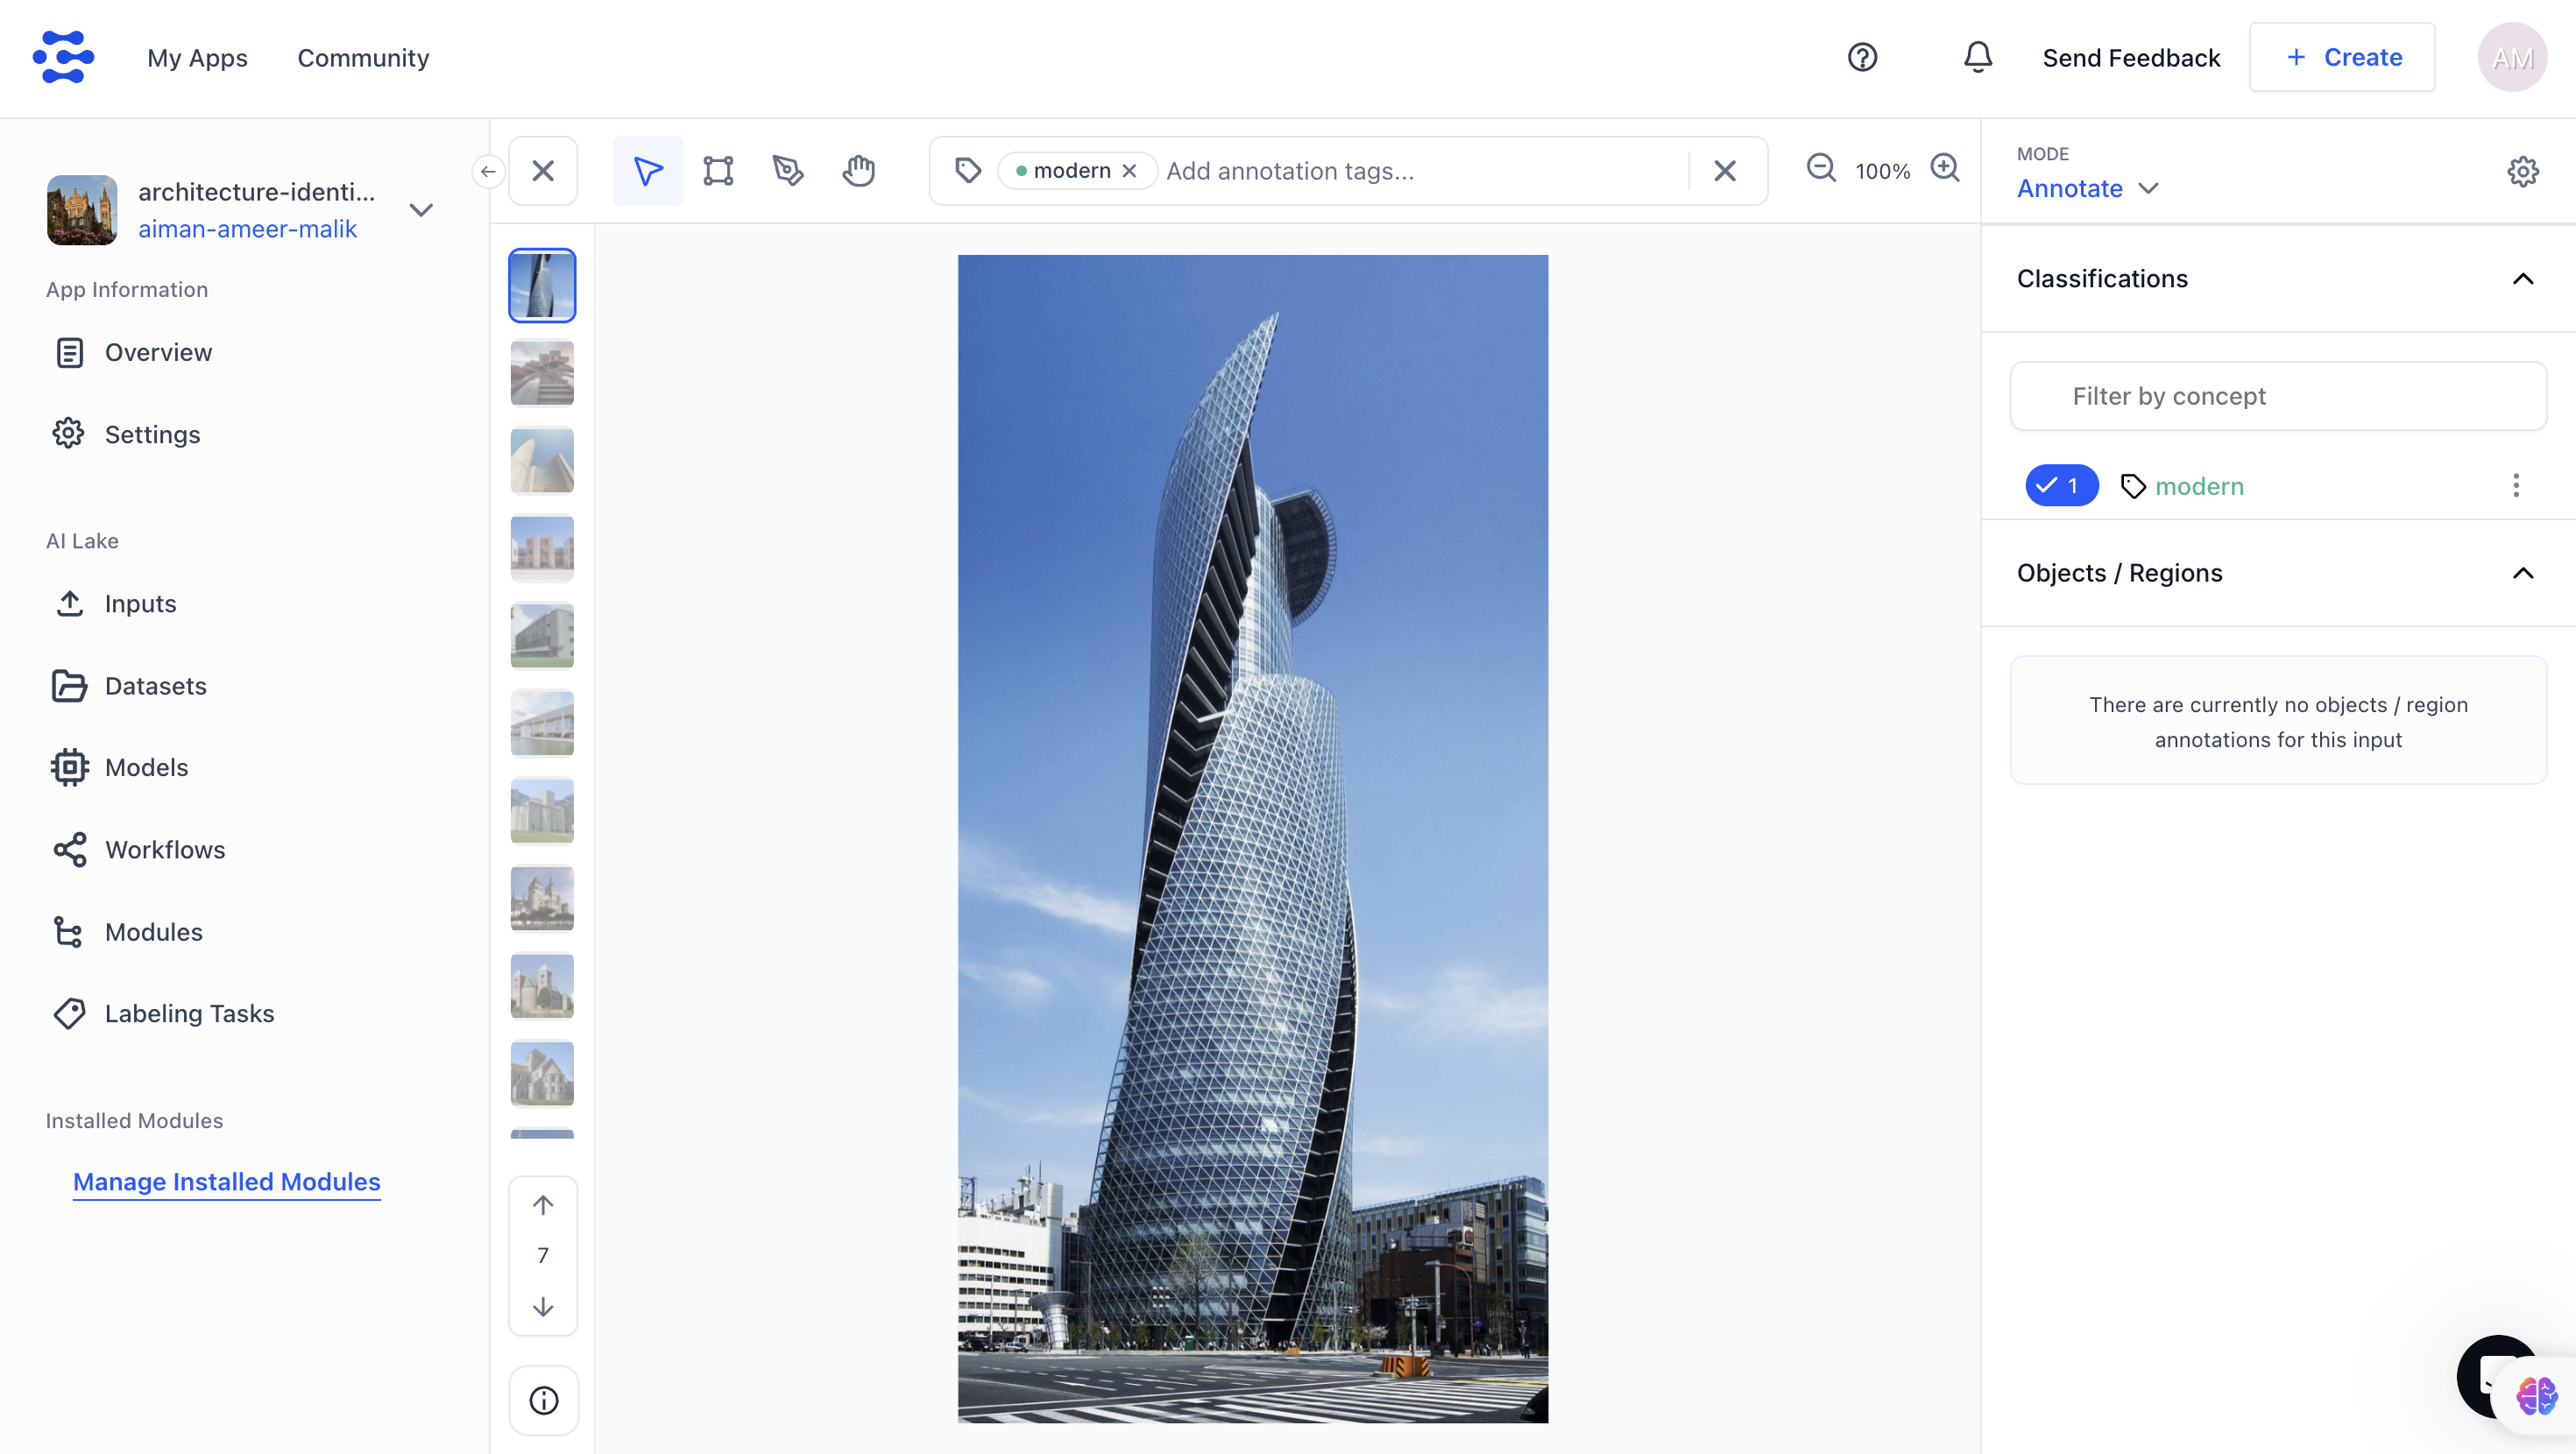 My Apps
Community
Send Feedback
+ Create
AM
architecture-identi...
aiman-ameer-malik
App Information
Overview
Settings
AI Lake
Inputs
Datasets
Models
Workflows
Modules
Labeling Tasks
Installed Modules
Manage Installed Modules
modern
Add annotation tags...
100%
7
MODE
Annotate
Classifications
Filter by concept
1
modern
Objects / Regions
There are currently no objects / region
annotations for this input